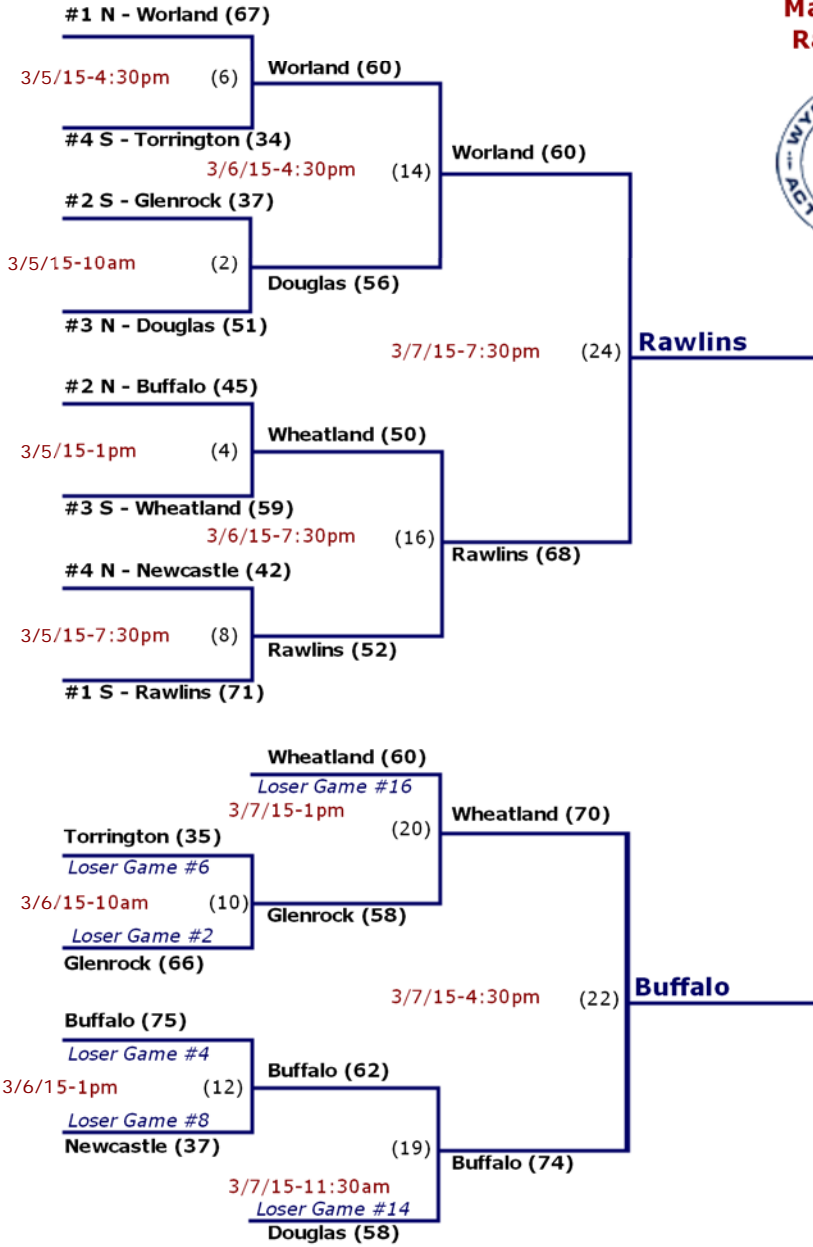 Ma
#1 N - Worland (67)
Ra
Worland (60)
3/5/15-4:30pm (6)
#4 S - Torrington (34)
Worland (60)
3/6/15-4:30pm (14)
#2 S - Glenrock (37)
3/5/15-10am (2)
Douglas (56)
#3 N - Douglas (51)
Rawlins
3/7/15-7:30pm (24)
#2 N - Buffalo (45)
Wheatland (50)
3/5/15-1pm (4)
#3 S - Wheatland (59)
3/6/15-7:30pm (16)
Rawlins (68)
#4 N - Newcastle (42)
3/5/15-7:30pm (8)
Rawlins (52)
#1 S - Rawlins (71)
Wheatland (60)
Loser Game #16
3/7/15-1pm
Wheatland (70)
(20)
Torrington (35)
Loser Game #6
3/6/15-10am (10)
Glenrock (58)
Loser Game #2
Glenrock (66)
Buffalo
3/7/15-4:30pm (22)
Buffalo (75)
Loser Game #4
Buffalo (62)
3/6/15-1pm (12)
Loser Game #8
Newcastle (37)
(19)
Buffalo (74)
3/7/15-11:30am
Loser Game #14
Douglas (58)